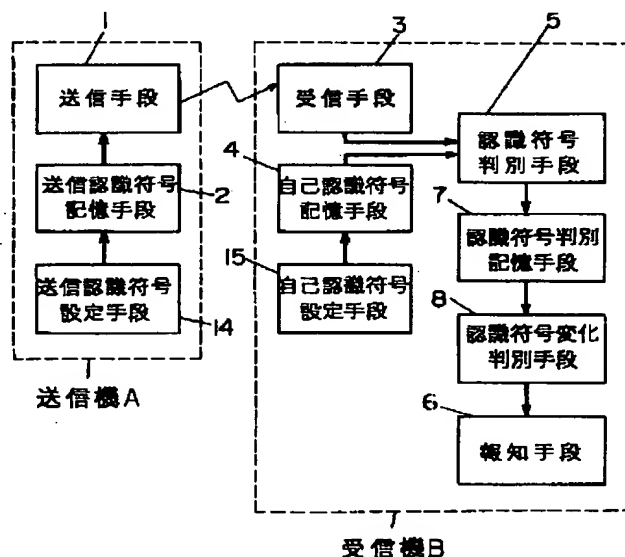 1
送信手段
送信認識符号
記憶手段
2
送信認識符号
設定手段
14
送信機A
3
受信手段
4
自己認識符号
記憶手段
15
自己認識符号
設定手段
5
認識符号
判別手段
7
認識符号判別
記憶手段
8
認識符号変化
判別手段
6
報知手段
受信機B